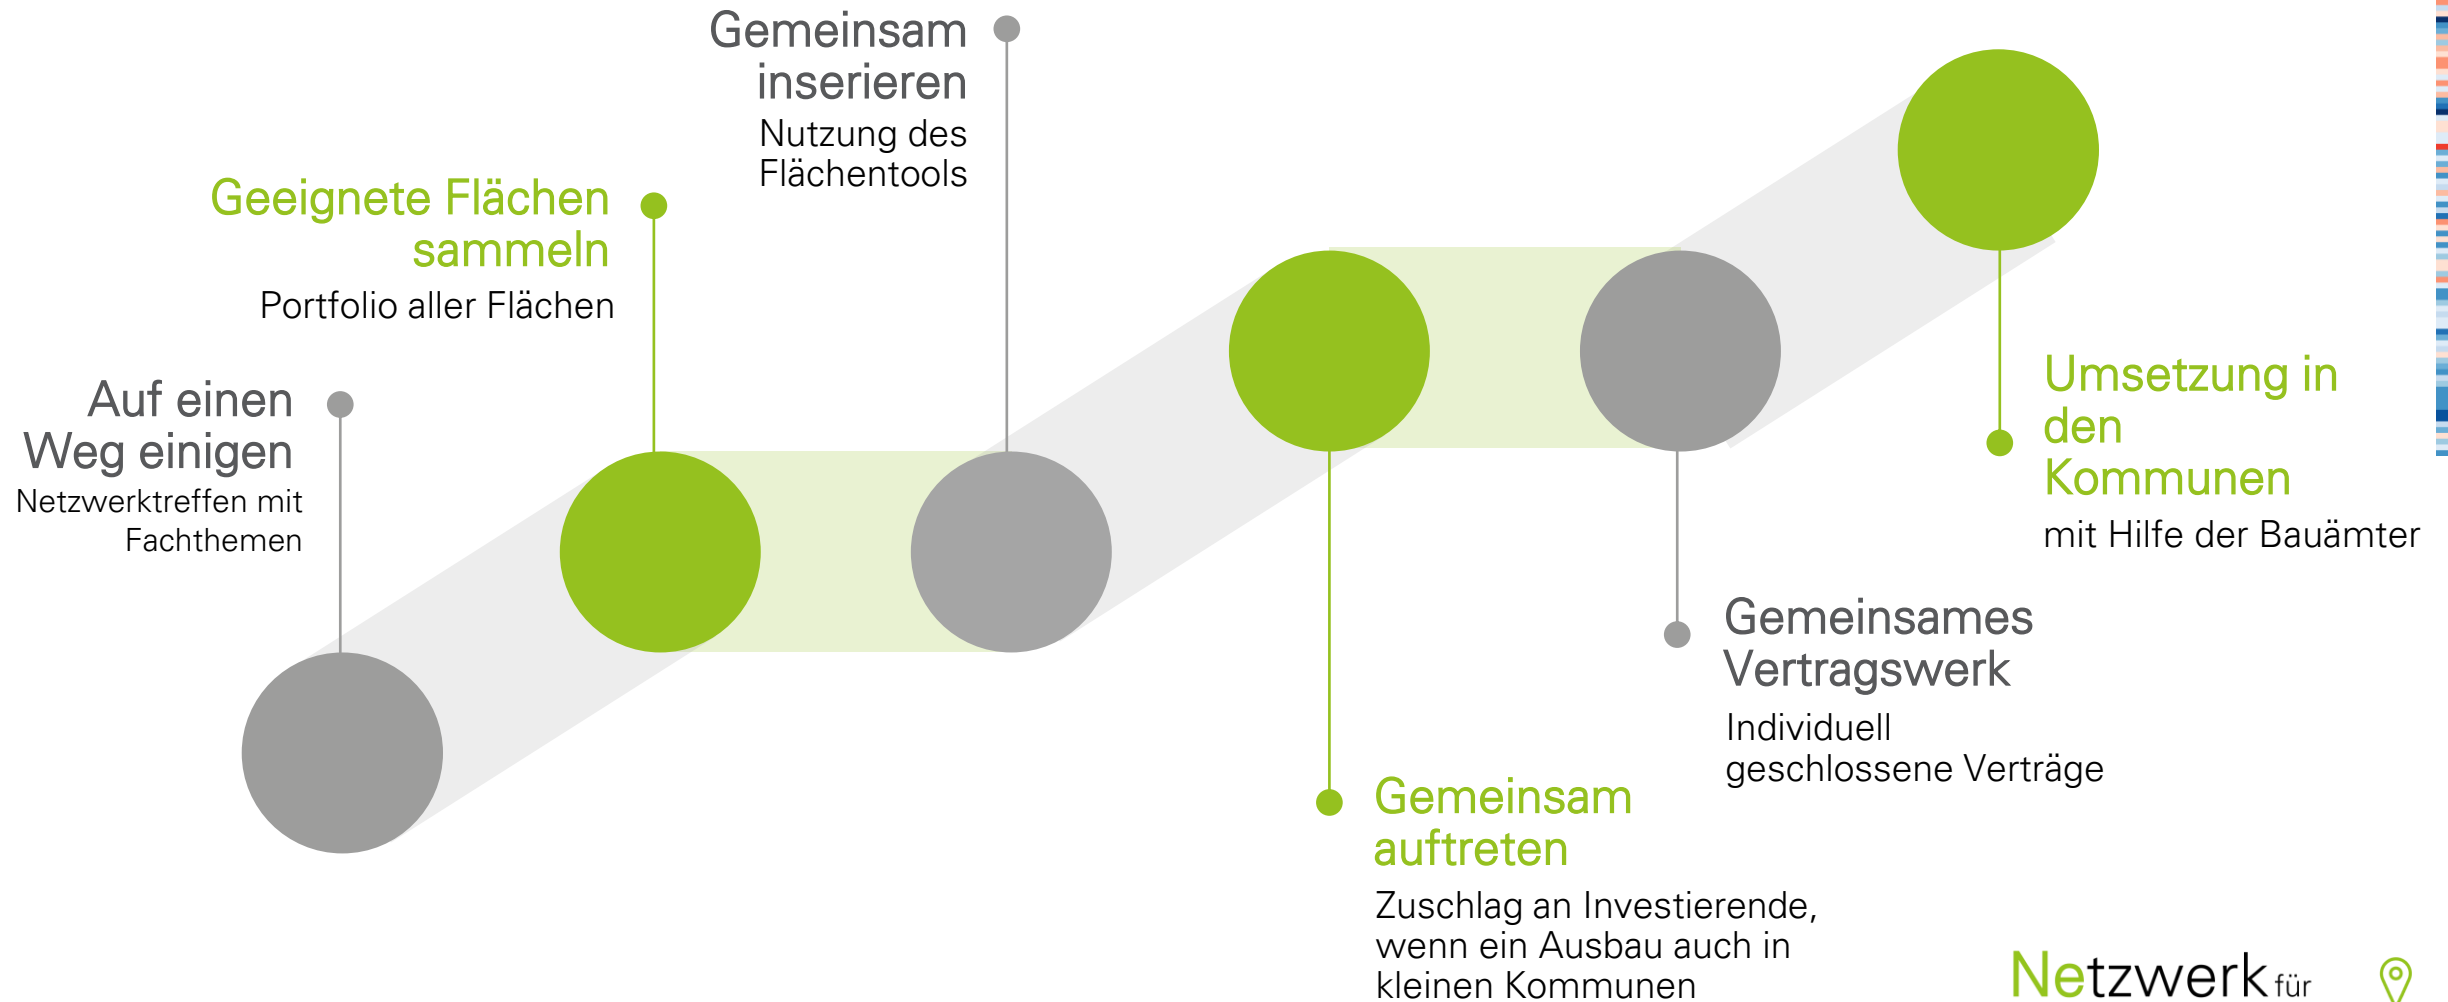 Auf einen
Weg einigen
Netzwerktreffen mit
Fachthemen
Geeignete Flächen
sammeln
Portfolio aller Flächen
Gemeinsam
inserieren
Nutzung des
Flächentools
Gemeinsam
auftreten
Zuschlag an Investierende,
wenn ein Ausbau auch in
kleinen Kommunen
Gemeinsames
Vertragswerk
Individuell
geschlossene Verträge
Umsetzung in
den
Kommunen
mit Hilfe der Bauämter
Netzwerk für